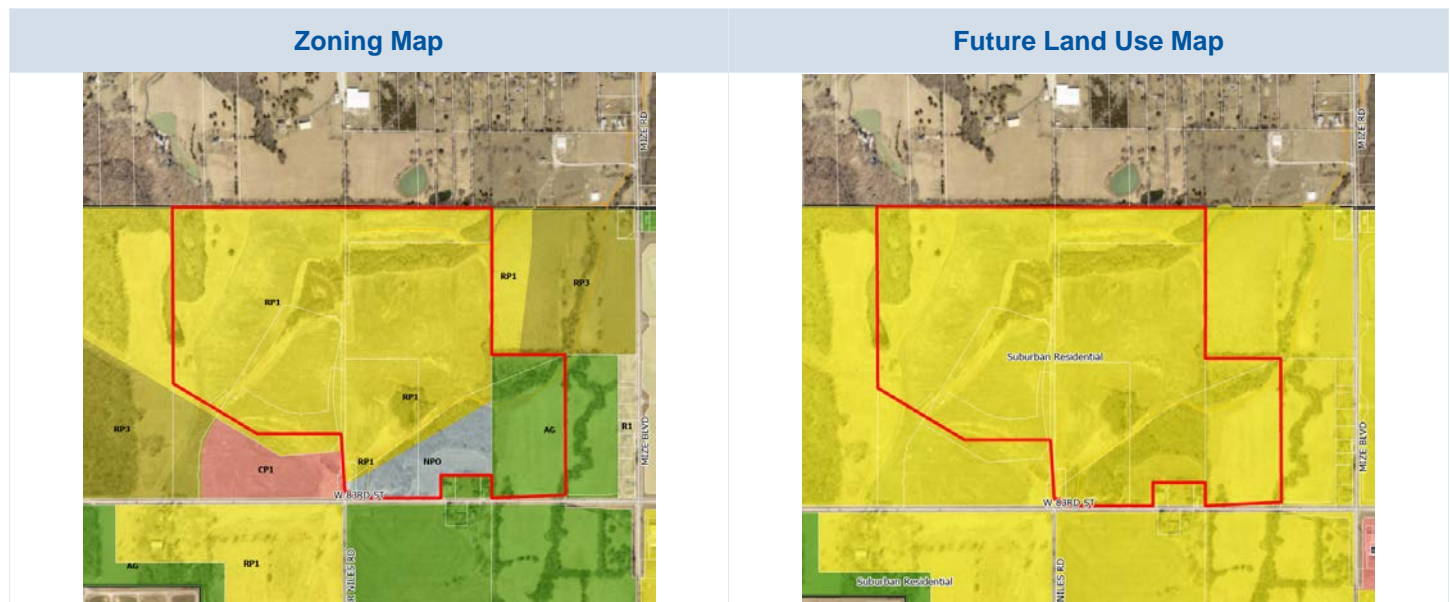 Zoning Map
Future Land Use Map
MIZE RD
RP1
RP1
RP3
RP1
RP3
CP1
RP1
NPO
AG
R1
MIZE BLVD
W 83RD ST
AG
RP1
R NILES RD
MIZE RD
Suburban Residential
MIZE BLVD
W 83RD ST
Suburban Residential
NILES RD